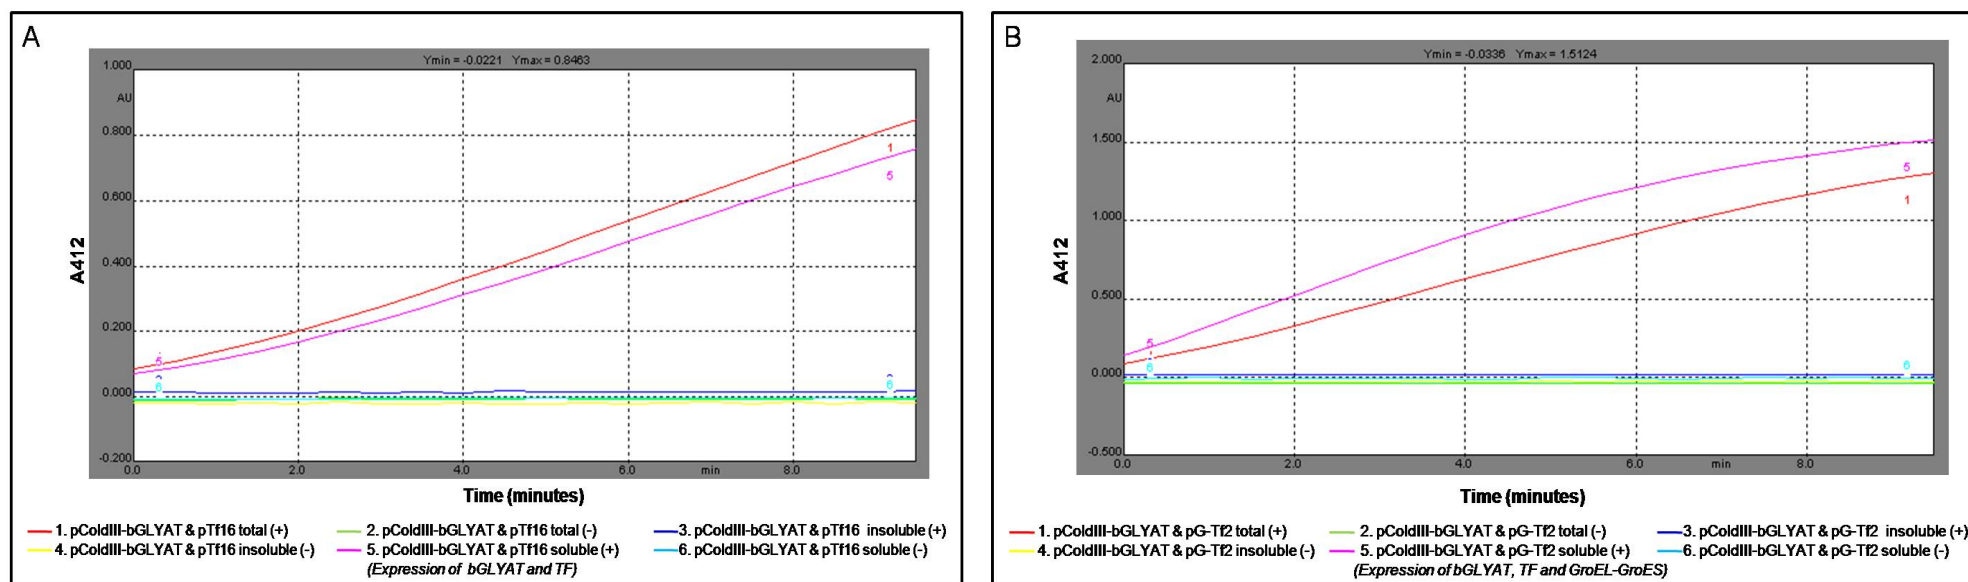 A
Ymin = -0.0221 Ymax = 0.8463
1.000
AU
0.800
0.600
0.400
0.200
0.000
-0.200
A412
1
5
5
6
6
0.0
2.0
4.0
6.0
min
8.0
Time (minutes)
1. pColdIII-bGLYAT & pTf16 total (+)
2. pColdIII-bGLYAT & pTf16 total (-)
3. pColdIII-bGLYAT & pTf16 insoluble (+)
4. pColdIII-bGLYAT & pTf16 insoluble (-)
5. pColdIII-bGLYAT & pTf16 soluble (+)
6. pColdIII-bGLYAT & pTf16 soluble (-)
(Expression of bGLYAT and TF)
B
Ymin = -0.0336 Ymax = 1.5124
2.000
AU
1.500
1.000
0.500
0.000
-0.500
A412
5
1
5
6
6
0.0
2.0
4.0
6.0
min
8.0
Time (minutes)
1. pColdIII-bGLYAT & pG-Tf2 total (+)
2. pColdIII-bGLYAT & pG-Tf2 total (-)
3. pColdIII-bGLYAT & pG-Tf2 insoluble (+)
4. pColdIII-bGLYAT & pG-Tf2 insoluble (-)
5. pColdIII-bGLYAT & pG-Tf2 soluble (+)
6. pColdIII-bGLYAT & pG-Tf2 soluble (-)
(Expression of bGLYAT, TF and GroEL-GroES)